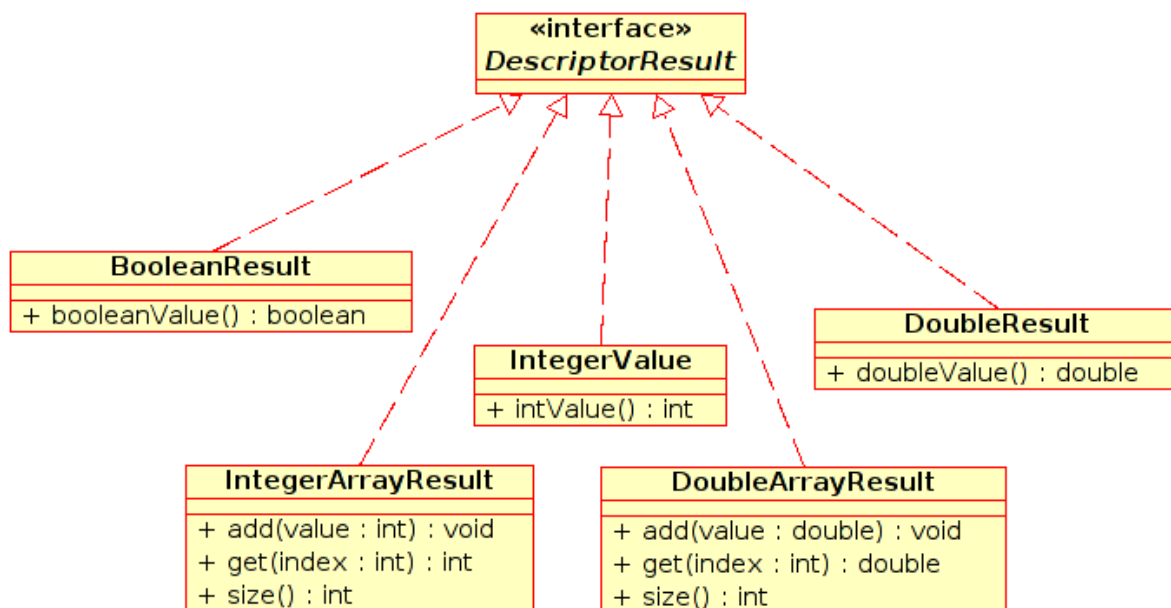 «interface»
DescriptorResult
BooleanResult
+ booleanValue() : boolean
DoubleResult
+ doubleValue() : double
IntegerValue
+ intValue() : int
IntegerArrayResult
+ add(value : int) : void
+ get(index : int) : int
+ size() : int
DoubleArrayResult
+ add(value : double) : void
+ get(index : int) : double
+ size() : int